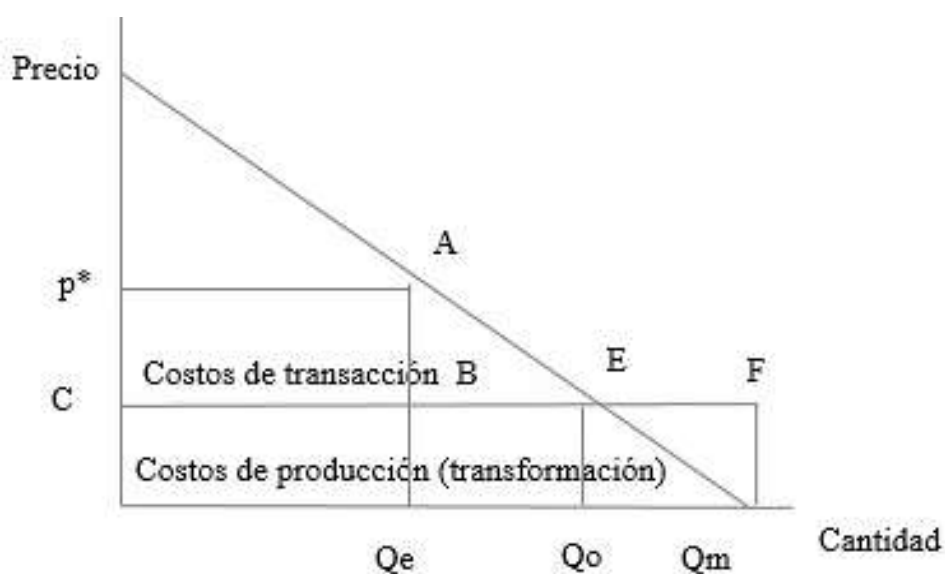 Precio
A
p*
E
F
Costos de transacción B
C
Costos de producción (transformación)
Cantidad
Qe
Qo
Qm